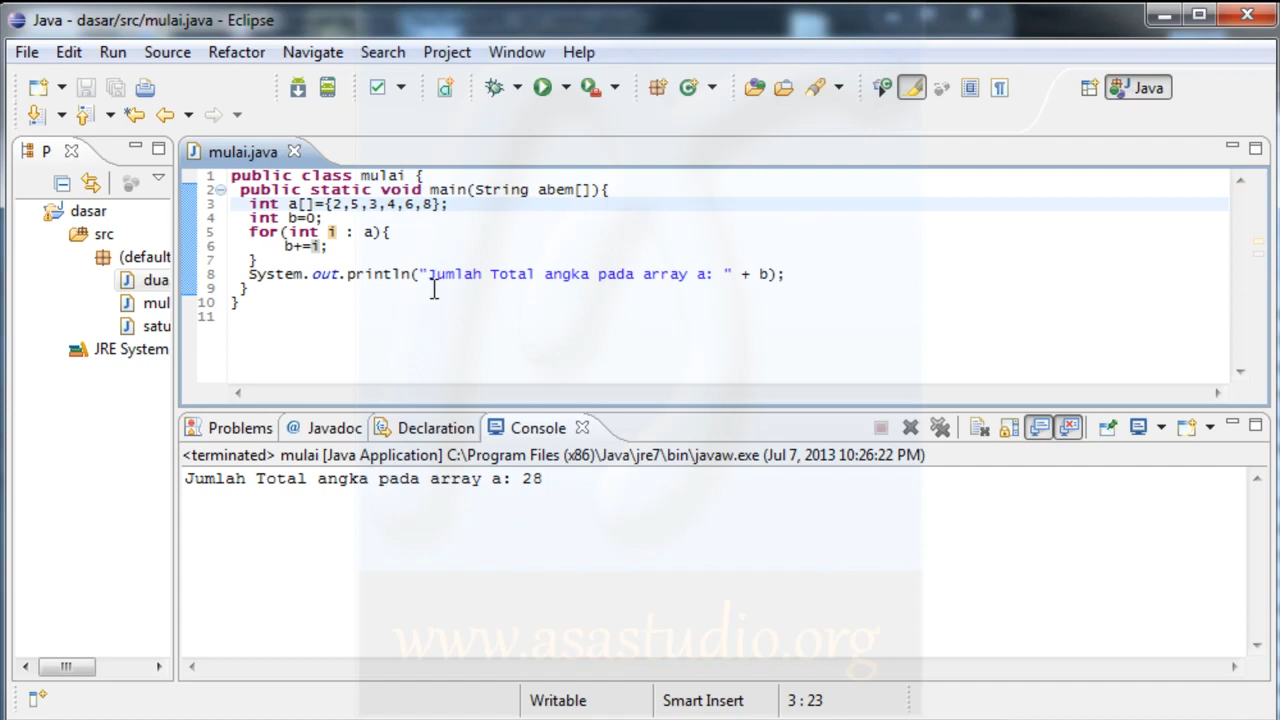 Java - dasar/src/mulai.java - Eclipse
File Edit Run Source Refactor Navigate Search Project Window Help
Java
P
mulai.java
dasar
src
(default
dua
mul
satu
JRE System
1 public class mulai {
2 public static void main(String abem[]){
3 int a[]={2,5,3,4,6,8};
4 int b=0;
5 for(int i : a){
6 b+=i;
7 }
8 System.out.println("Jumlah Total angka pada array a: " + b);
9 }
10 }
11
Problems @ Javadoc Declaration Console
<terminated> mulai [Java Application] C:\Program Files (x86)\Java\jre7\bin\javaw.exe (Jul 7, 2013 10:26:22 PM)
Jumlah Total angka pada array a: 28
www.asastudio.org
Writable Smart Insert 3 : 23